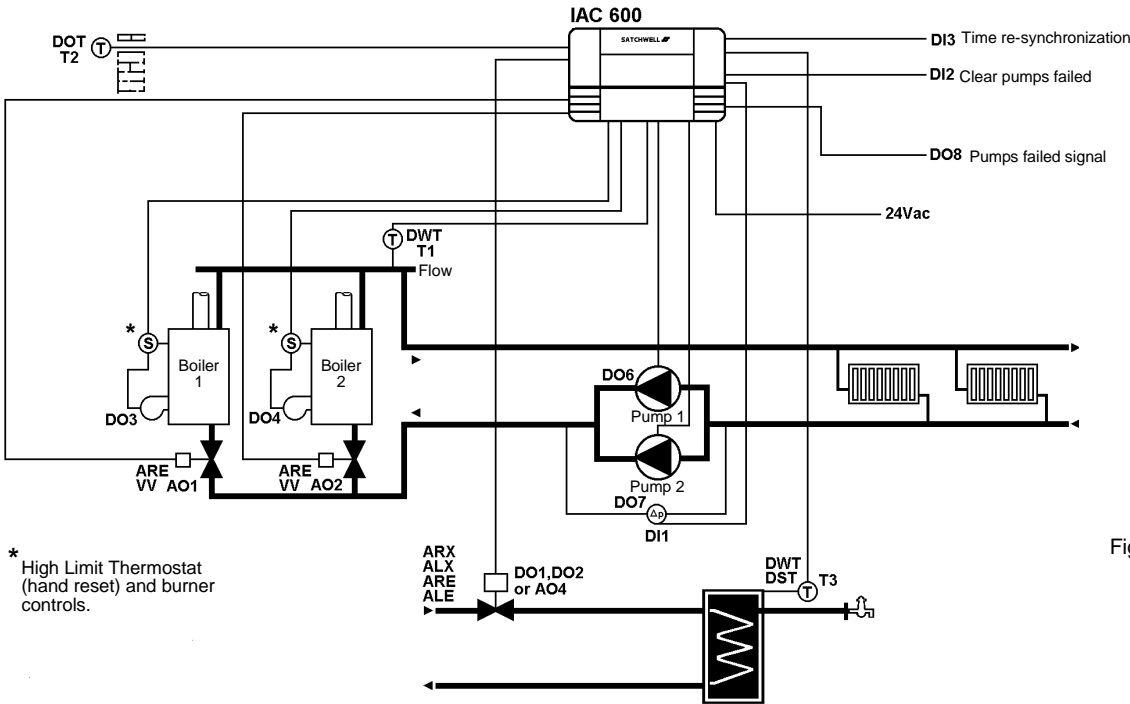 IAC 600
SATCHWELL
DOT
T2
T
DI3 Time re-synchronization
DI2 Clear pumps failed
DO8 Pumps failed signal
24Vac
T
DWT
T1
Flow
*
S
Boiler
1
DO3
*
S
Boiler
2
DO4
DO6
Pump 1
Pump 2
DO7
Δp
DI1
ARE
VV AO1
ARE
VV AO2
* High Limit Thermostat
(hand reset) and burner
controls.
ARX
ALX
ARE
ALE
DO1,DO2
or AO4
DWT
DST
T
T3
Fig